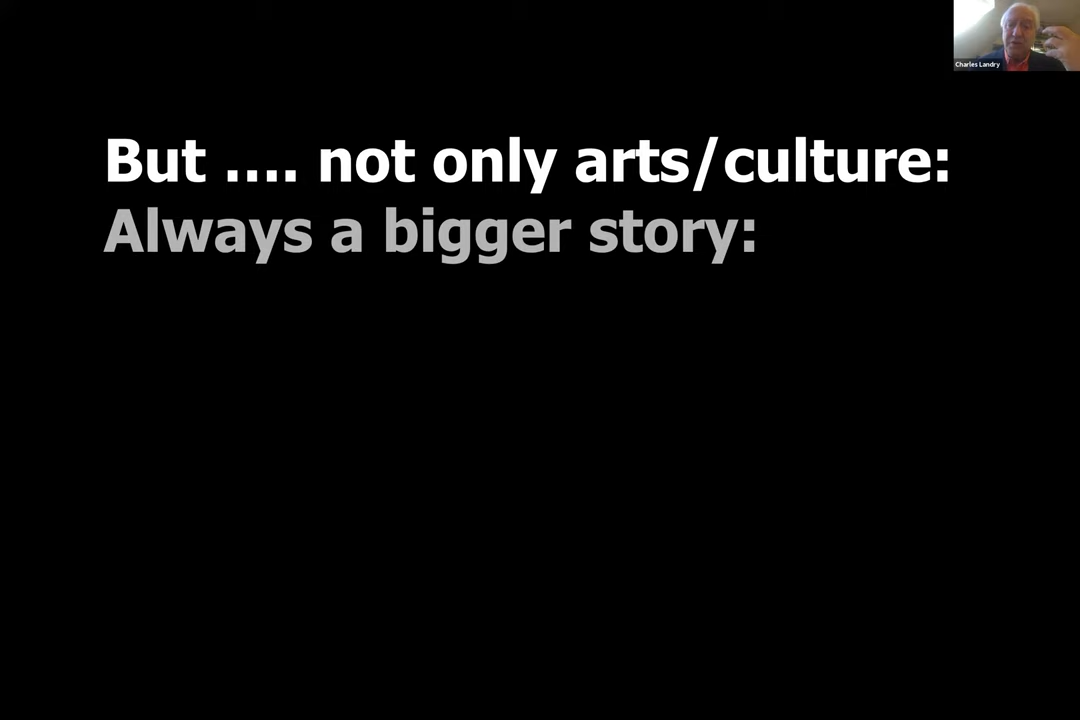 Charles Landry
But .... not only arts/culture:
Always a bigger story: